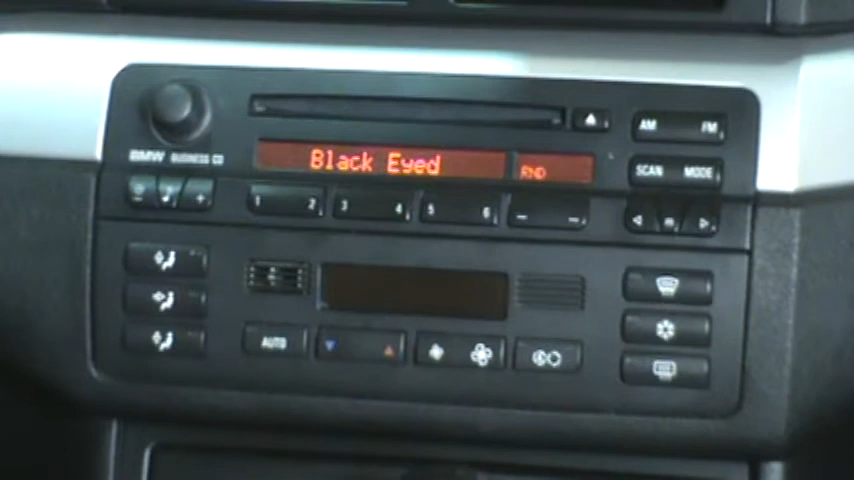 AM FM
BMW BUSINESS CD
Black Eyed RND
SCAN MODE
1 2 3 4 5 6
AUTO